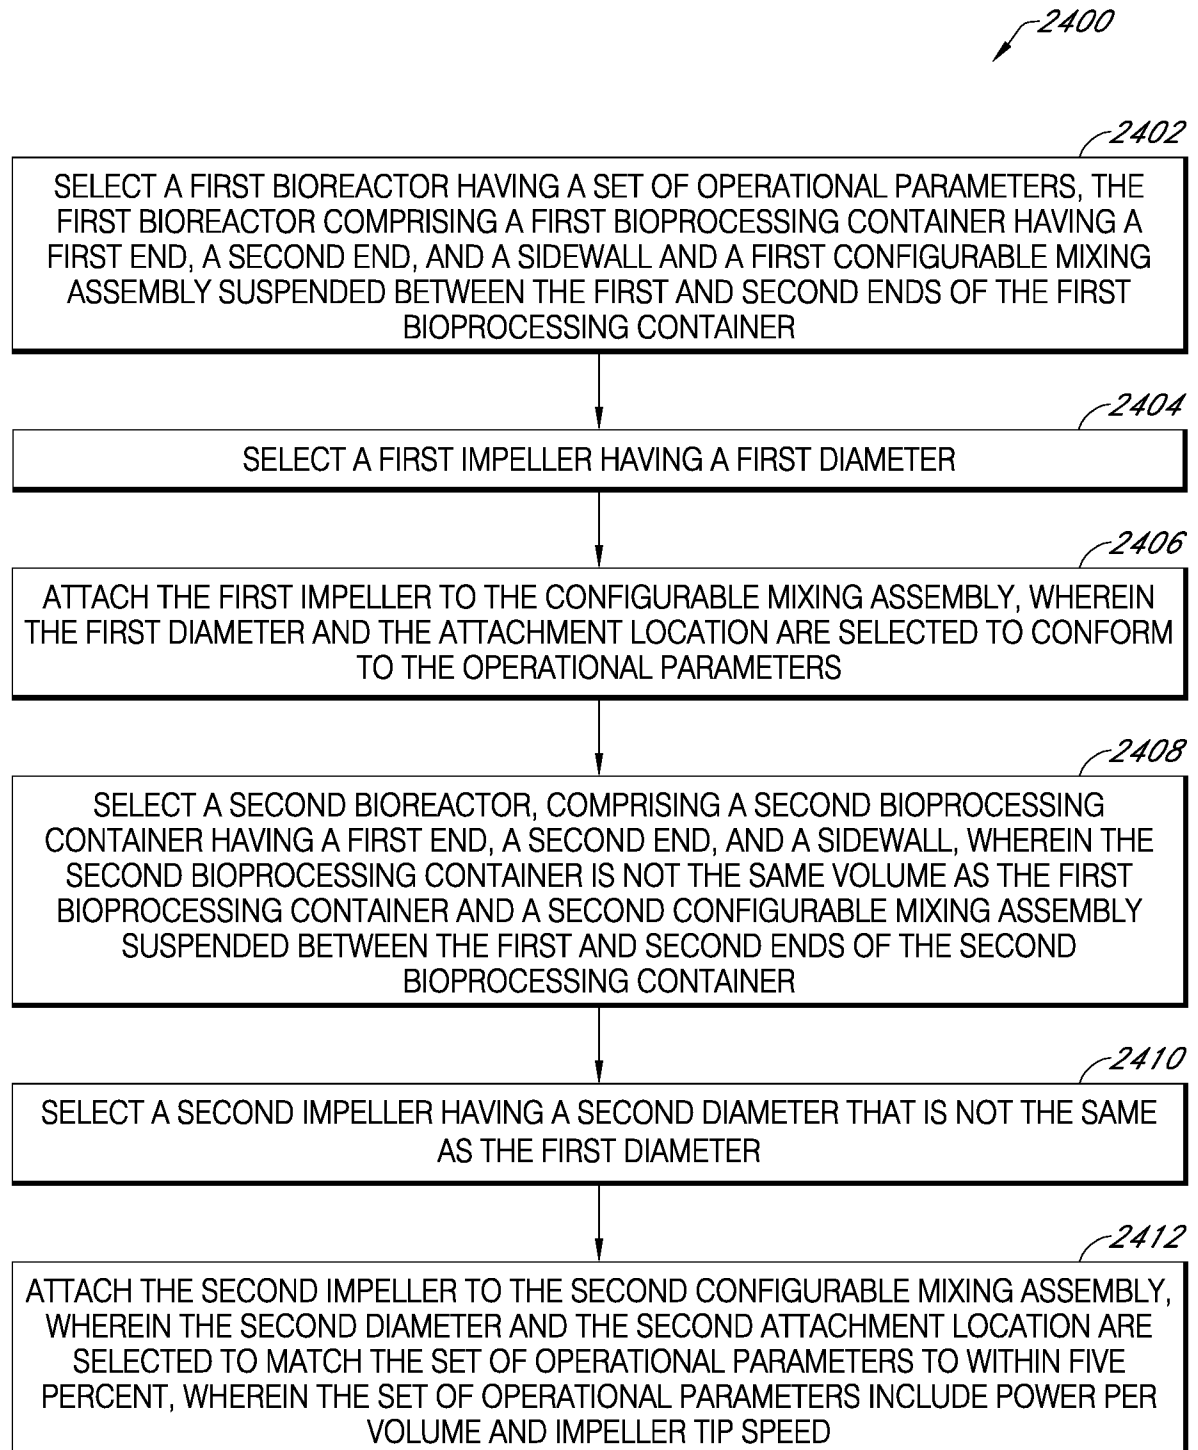 2400
2402
SELECT A FIRST BIOREACTOR HAVING A SET OF OPERATIONAL PARAMETERS, THE
FIRST BIOREACTOR COMPRISING A FIRST BIOPROCESSING CONTAINER HAVING A
FIRST END, A SECOND END, AND A SIDEWALL AND A FIRST CONFIGURABLE MIXING
ASSEMBLY SUSPENDED BETWEEN THE FIRST AND SECOND ENDS OF THE FIRST
BIOPROCESSING CONTAINER
2404
SELECT A FIRST IMPELLER HAVING A FIRST DIAMETER
2406
ATTACH THE FIRST IMPELLER TO THE CONFIGURABLE MIXING ASSEMBLY, WHEREIN
THE FIRST DIAMETER AND THE ATTACHMENT LOCATION ARE SELECTED TO CONFORM
TO THE OPERATIONAL PARAMETERS
2408
SELECT A SECOND BIOREACTOR, COMPRISING A SECOND BIOPROCESSING
CONTAINER HAVING A FIRST END, A SECOND END, AND A SIDEWALL, WHEREIN THE
SECOND BIOPROCESSING CONTAINER IS NOT THE SAME VOLUME AS THE FIRST
BIOPROCESSING CONTAINER AND A SECOND CONFIGURABLE MIXING ASSEMBLY
SUSPENDED BETWEEN THE FIRST AND SECOND ENDS OF THE SECOND
BIOPROCESSING CONTAINER
2410
SELECT A SECOND IMPELLER HAVING A SECOND DIAMETER THAT IS NOT THE SAME
AS THE FIRST DIAMETER
2412
ATTACH THE SECOND IMPELLER TO THE SECOND CONFIGURABLE MIXING ASSEMBLY,
WHEREIN THE SECOND DIAMETER AND THE SECOND ATTACHMENT LOCATION ARE
SELECTED TO MATCH THE SET OF OPERATIONAL PARAMETERS TO WITHIN FIVE
PERCENT, WHEREIN THE SET OF OPERATIONAL PARAMETERS INCLUDE POWER PER
VOLUME AND IMPELLER TIP SPEED